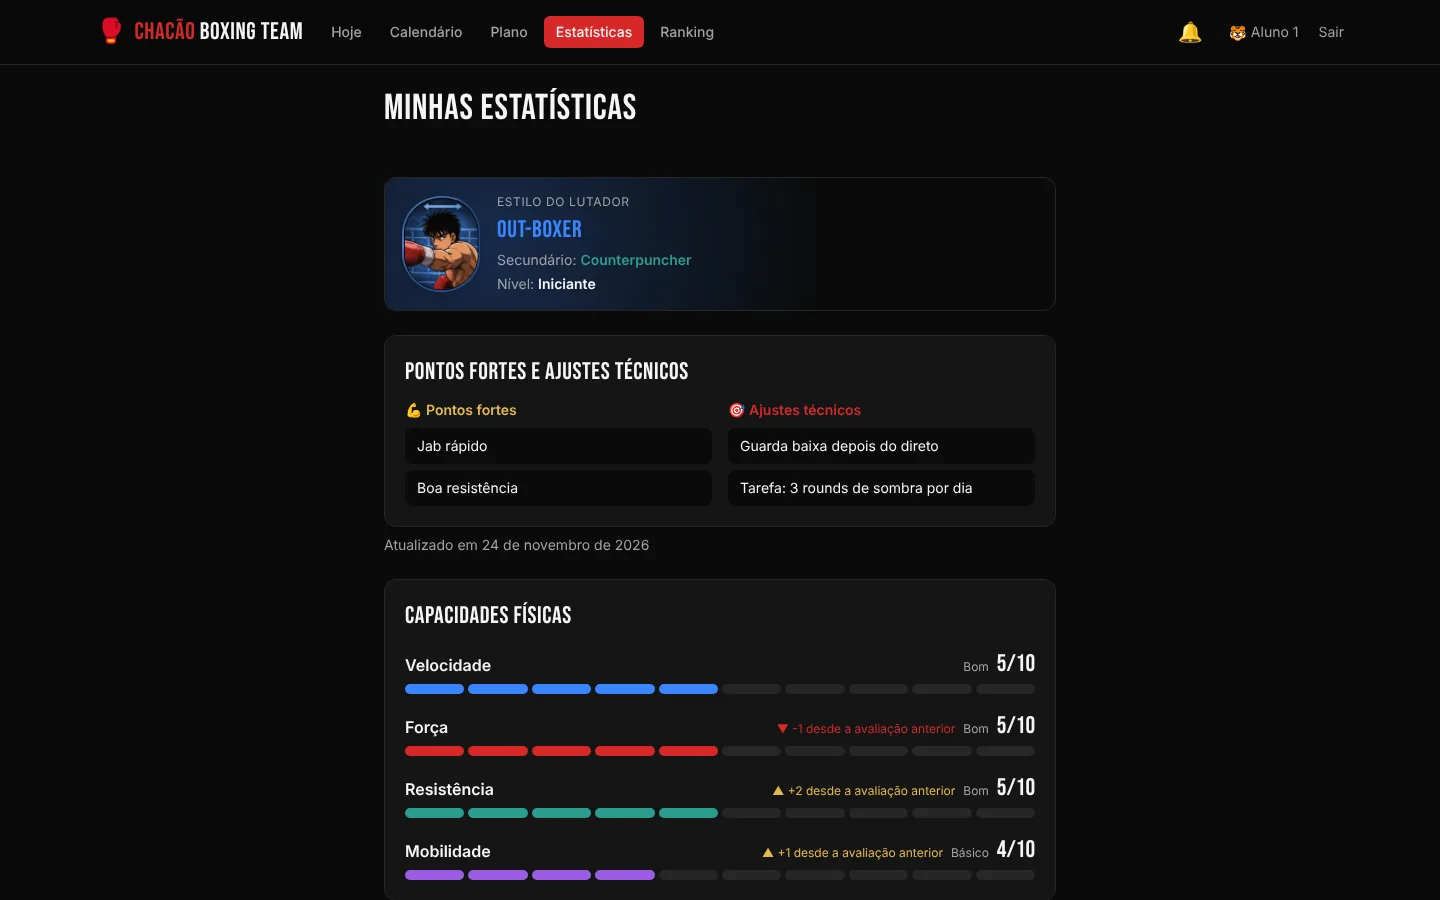 CHACÃO BOXING TEAM Hoje Calendário Plano Estatísticas Ranking Aluno 1 Sair
MINHAS ESTATÍSTICAS
ESTILO DO LUTADOR
OUT-BOXER
Secundário: Counterpuncher
Nível: Iniciante
PONTOS FORTES E AJUSTES TÉCNICOS
Pontos fortes
Jab rápido
Boa resistência
Ajustes técnicos
Guarda baixa depois do direto
Tarefa: 3 rounds de sombra por dia
Atualizado em 24 de novembro de 2026
CAPACIDADES FÍSICAS
Velocidade Bom 5/10
Força ▼ -1 desde a avaliação anterior Bom 5/10
Resistência ▲ +2 desde a avaliação anterior Bom 5/10
Mobilidade ▲ +1 desde a avaliação anterior Básico 4/10